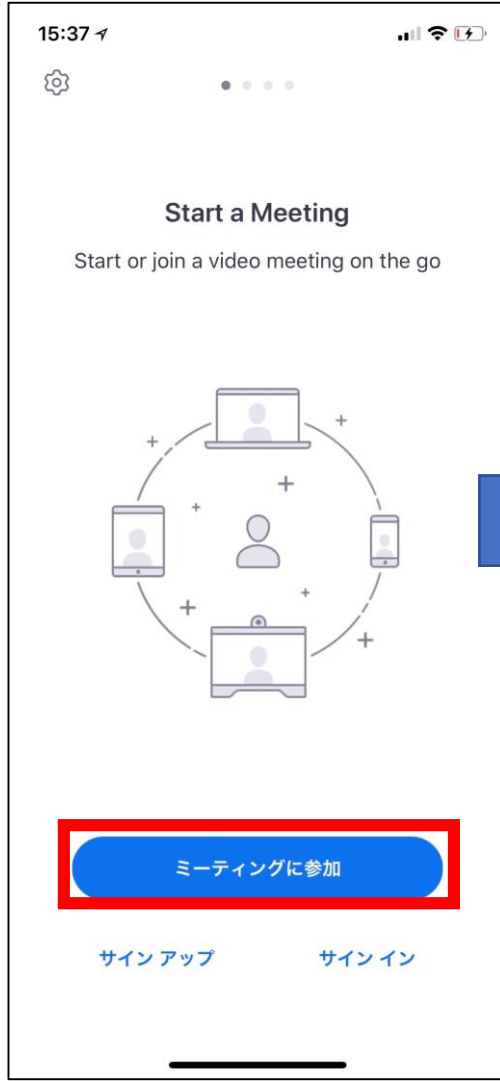 15:37
Start a Meeting
Start or join a video meeting on the go
ミーティングに参加
サイン アップ
サイン イン